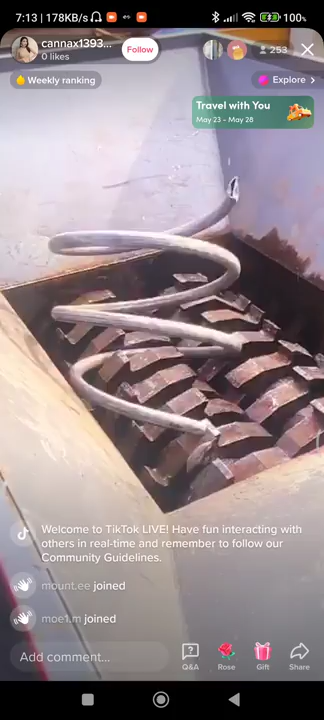 7:13 | 178KB/s
100%
cannax1393...
0 likes
Follow
253
Weekly ranking
Explore >
Travel with You
May 23 - May 28
Welcome to TikTok LIVE! Have fun interacting with
others in real-time and remember to follow our
Community Guidelines.
mount.ee joined
moe1.m joined
Add comment...
Q&A
Rose
Gift
Share